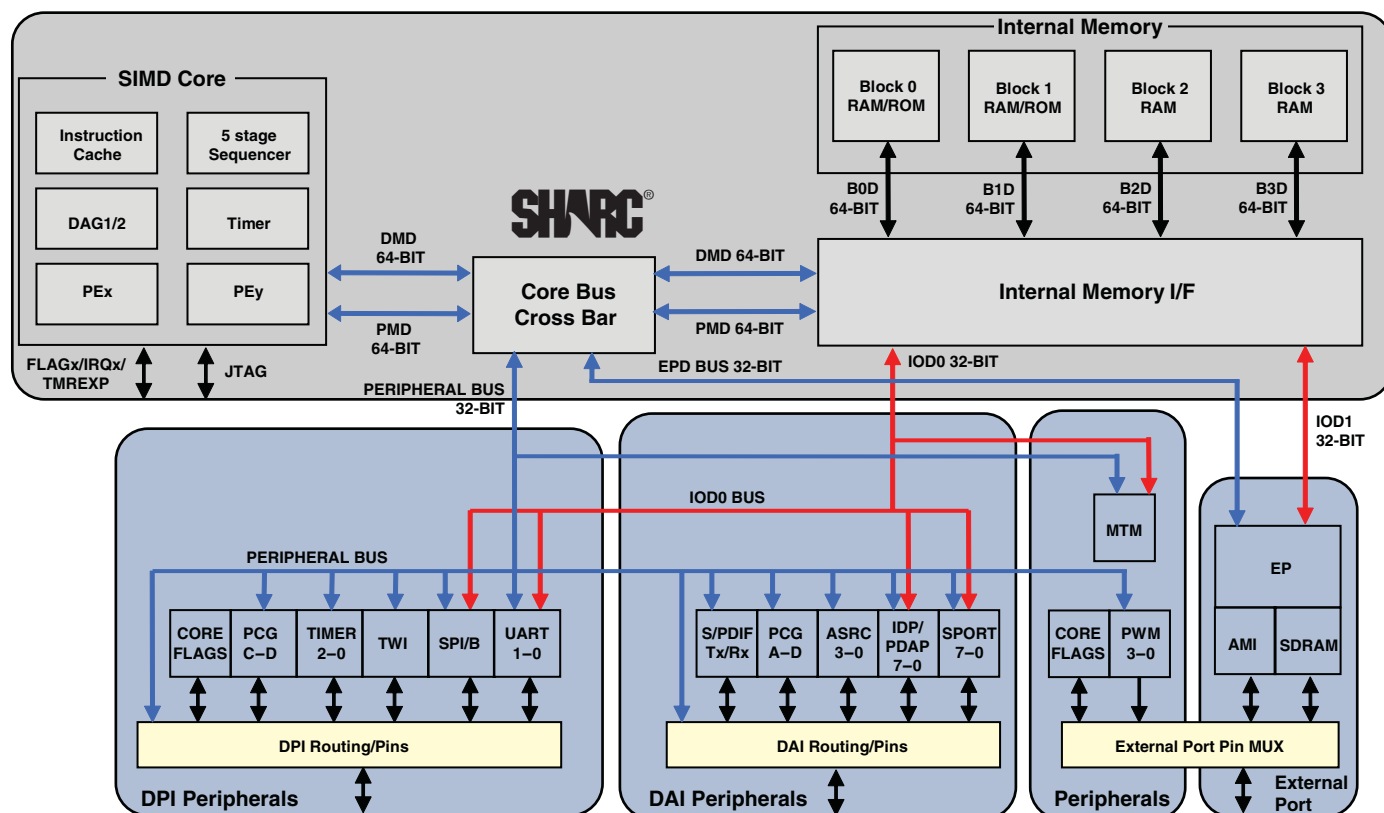 Internal Memory
SIMD Core
Block 0
RAM/ROM
Block 1
RAM/ROM
Block 2
RAM
Block 3
RAM
Instruction
Cache
5 stage
Sequencer
DAG1/2
Timer
PEx
PEy
SHARC®
B0D
64-BIT
B1D
64-BIT
B2D
64-BIT
B3D
64-BIT
DMD
64-BIT
PMD
64-BIT
Core Bus
Cross Bar
DMD 64-BIT
PMD 64-BIT
Internal Memory I/F
FLAGx/IRQx/
TMREXP
JTAG
PERIPHERAL BUS
32-BIT
EPD BUS 32-BIT
IOD0 32-BIT
IOD1
32-BIT
IOD0 BUS
PERIPHERAL BUS
MTM
EP
CORE
FLAGS
PCG
C–D
TIMER
2–0
TWI
SPI/B
UART
1–0
S/PDIF
Tx/Rx
PCG
A–D
ASRC
3–0
IDP/
PDAP
7–0
SPORT
7–0
CORE
FLAGS
PWM
3–0
AMI
SDRAM
DPI Routing/Pins
DAI Routing/Pins
External Port Pin MUX
DPI Peripherals
DAI Peripherals
Peripherals
External
Port